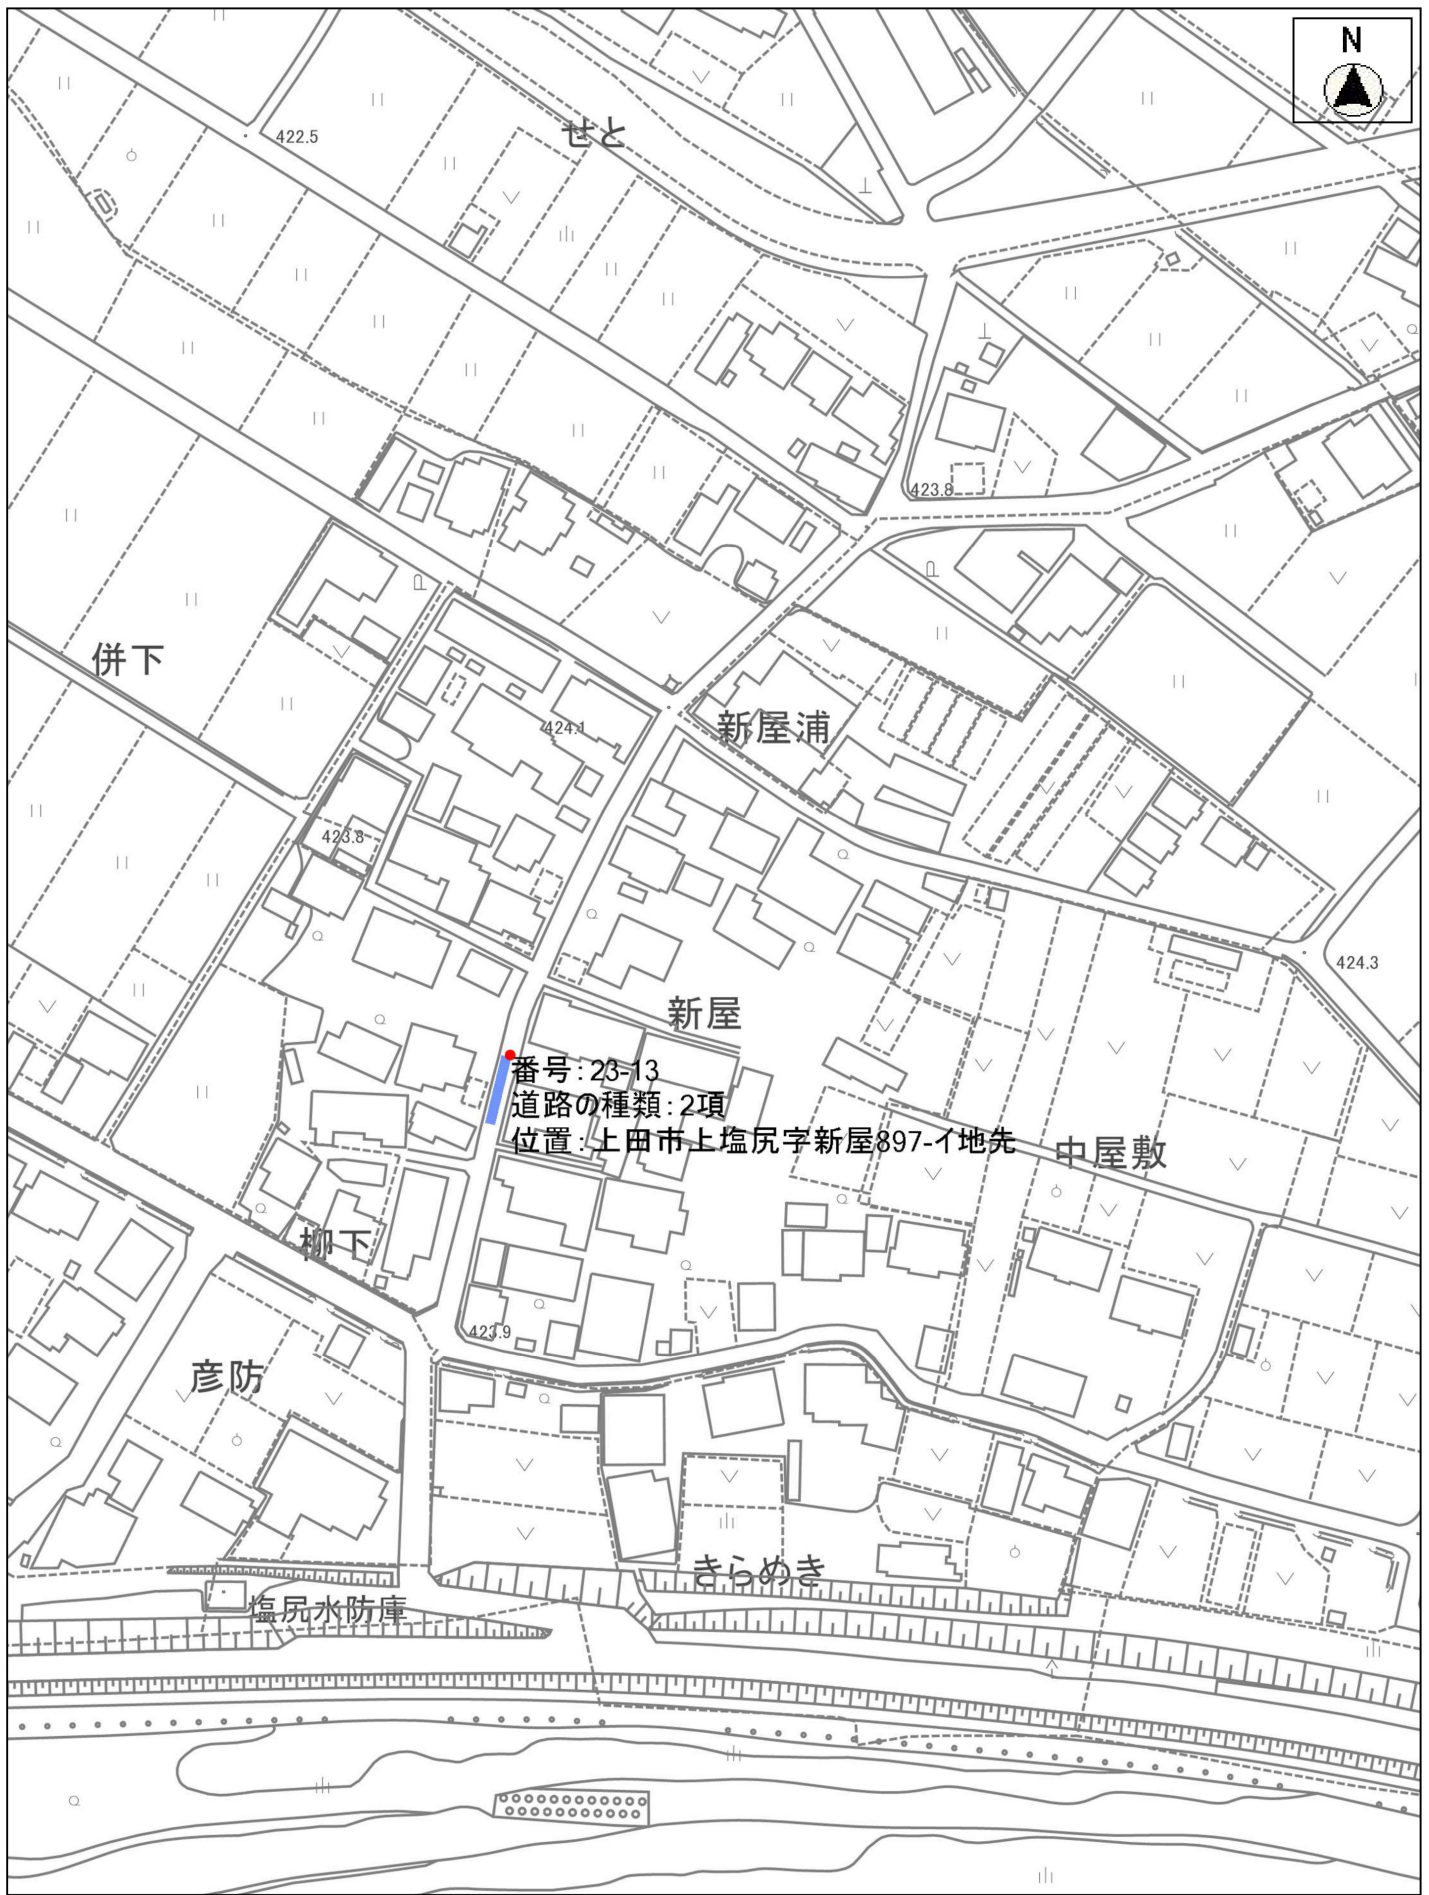 N
422.5
せと
423.8
併下
新屋浦
424.1
423.8
424.3
新屋
番号：23-13
道路の種類：2項
位置：上田市上塩尻字新屋897-イ地先
中屋敷
柳下
423.9
彦防
きらめき
塩尻水防庫